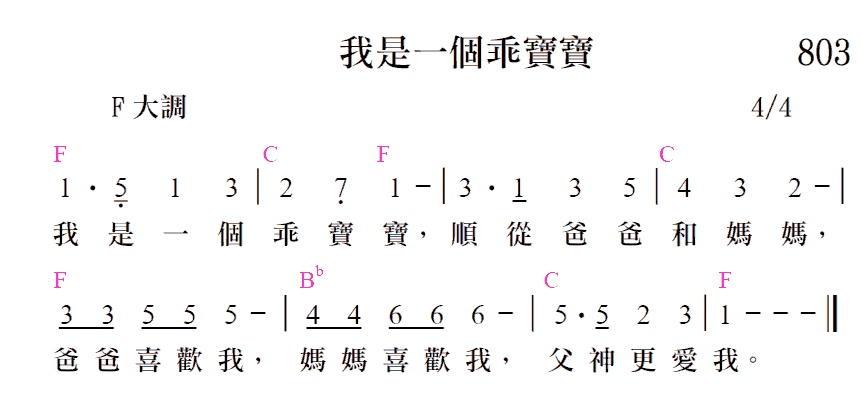 我是一個乖寶寶 803
F 大調 4/4
F C F C
1 · 5̣ 1 3 | 2 7̣ 1 – | 3 · 1 3 5 | 4 3 2 – |
我 是 一 個 乖 寶 寶，順 從 爸 爸 和 媽 媽，
F B♭ C F
3 3 5 5 5 – | 4 4 6 6 6 – | 5 · 5 2 3 | 1 – – – ‖
爸 爸 喜 歡 我， 媽 媽 喜 歡 我， 父 神 更 愛 我。